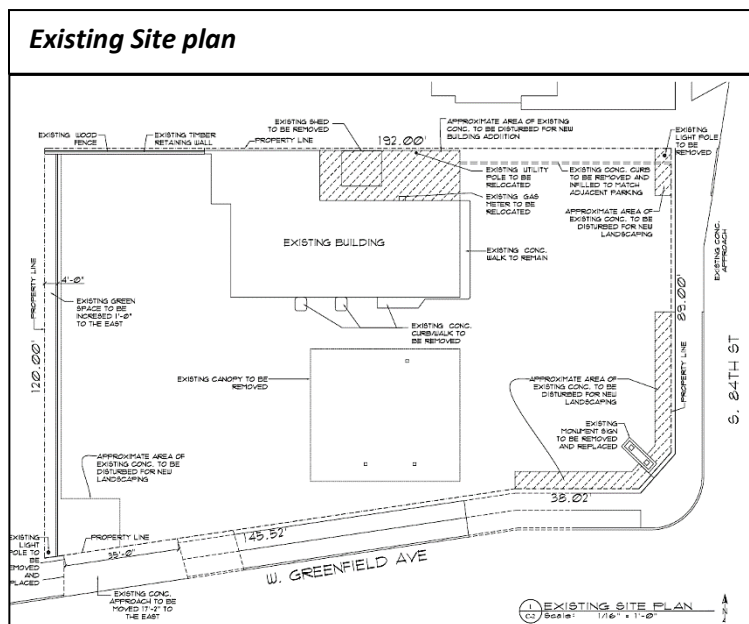 Existing Site plan
EXISTING SHED
TO BE REMOVED
192.00'
APPROXIMATE AREA OF EXISTING
CONC. TO BE DISTURBED FOR NEW
BUILDING ADDITION
EXISTING
LIGHT POLE
TO BE
REMOVED
EXISTING WOOD
FENCE
EXISTING TIMBER
RETAINING WALL
PROPERTY LINE
EXISTING UTILITY
POLE TO BE
RELOCATED
EXISTING CONC. CURB
TO BE REMOVED AND
INFILLED TO MATCH
ADJACENT PARKING
EXISTING GAS
METER TO BE
RELOCATED
APPROXIMATE AREA OF
EXISTING CONC. TO BE
DISTURBED FOR NEW
LANDSCAPING
EXISTING BUILDING
EXISTING CONC.
WALK TO REMAIN
EXISTING CONC.
APPROACH
PROPERTY LINE
4'-0"
EXISTING GREEN
SPACE TO BE
INCRESED 1'-0"
TO THE EAST
128.00'
EXISTING CONC.
CURB/WALK TO
BE REMOVED
89.00'
PROPERTY LINE
S. 84TH ST
EXISTING CANOPY TO BE
REMOVED
APPROXIMATE AREA OF
EXISTING CONC. TO BE
DISTURBED FOR NEW
LANDSCAPING
EXISTING
MONUMENT SIGN
TO BE REMOVED
AND REPLACED
APPROXIMATE AREA OF
EXISTING CONC. TO BE
DISTURBED FOR NEW
LANDSCAPING
38.02'
145.52'
PROPERTY LINE
35'-0"
EXISTING
LIGHT
POLE TO
BE
EMOVED
AND
PLACED
W. GREENFIELD AVE
EXISTING CONC.
APPROACH TO BE
MOVED 17'-2" TO
THE EAST
1
EXISTING SITE PLAN
Scale: 1/16" = 1'-0"